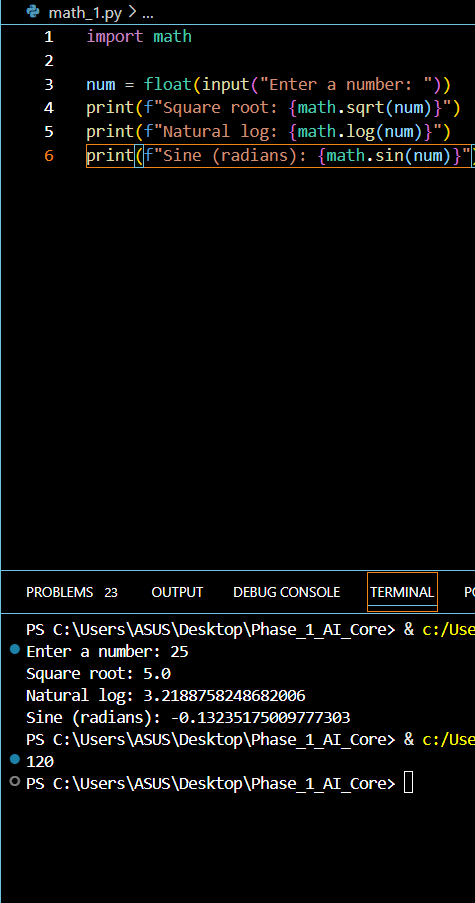 math_1.py > ...
1 import math
2
3 num = float(input("Enter a number: "))
4 print(f"Square root: {math.sqrt(num)}")
5 print(f"Natural log: {math.log(num)}")
6 print(f"Sine (radians): {math.sin(num)}")
PROBLEMS 23 OUTPUT DEBUG CONSOLE TERMINAL PO
PS C:\Users\ASUS\Desktop\Phase_1_AI_Core> & c:/Use
Enter a number: 25
Square root: 5.0
Natural log: 3.2188758248682006
Sine (radians): -0.13235175009777303
PS C:\Users\ASUS\Desktop\Phase_1_AI_Core> & c:/Use
120
PS C:\Users\ASUS\Desktop\Phase_1_AI_Core>